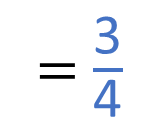 = 3/4